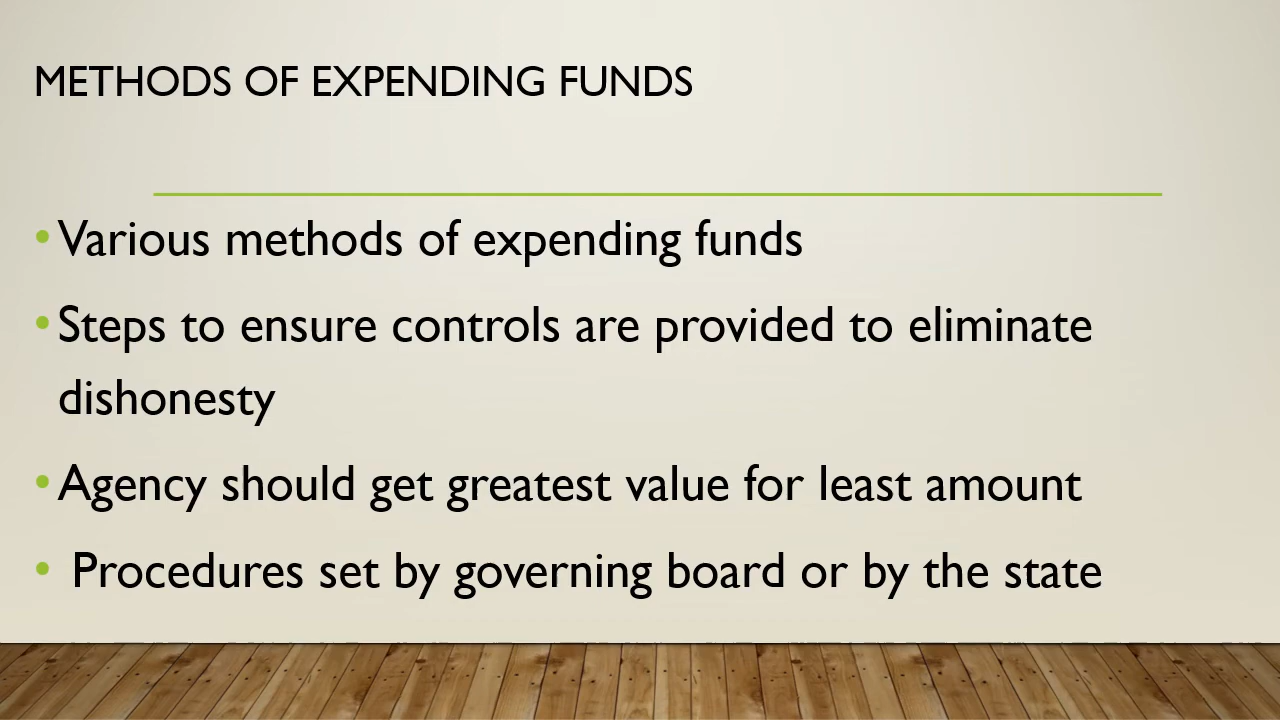 METHODS OF EXPENDING FUNDS
• Various methods of expending funds
• Steps to ensure controls are provided to eliminate
dishonesty
• Agency should get greatest value for least amount
• Procedures set by governing board or by the state